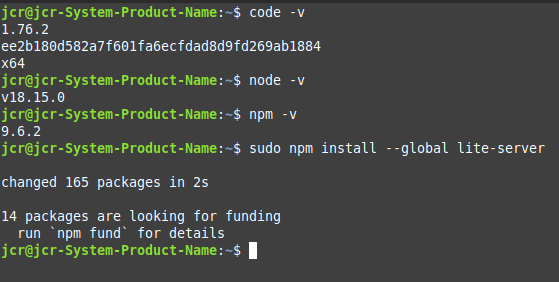 jcr@jcr-System-Product-Name:~$ code -v
1.76.2
ee2b180d582a7f601fa6ecfdad8d9fd269ab1884
x64
jcr@jcr-System-Product-Name:~$ node -v
v18.15.0
jcr@jcr-System-Product-Name:~$ npm -v
9.6.2
jcr@jcr-System-Product-Name:~$ sudo npm install --global lite-server
changed 165 packages in 2s
14 packages are looking for funding
  run `npm fund` for details
jcr@jcr-System-Product-Name:~$